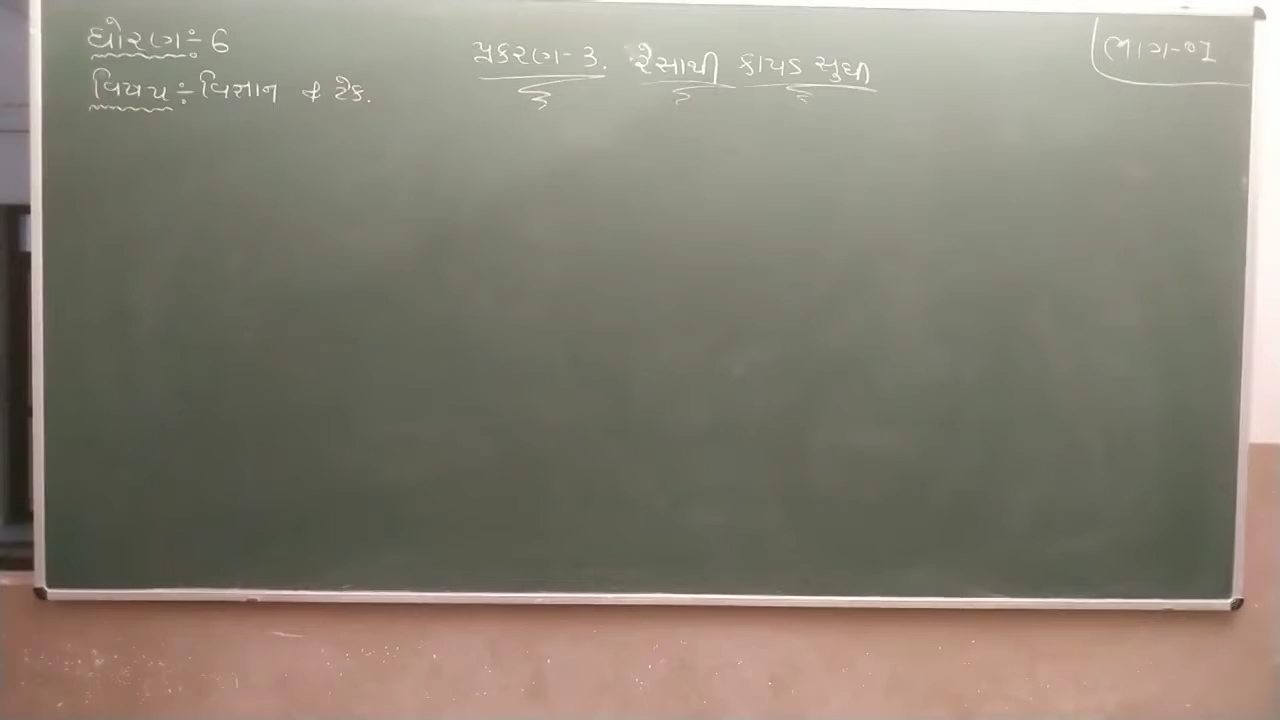 ધોરણ:- 6
વિષય:- વિજ્ઞાન & ટેક.
પ્રકરણ-3. રેસાથી કાપડ સુધી
ભાગ-01